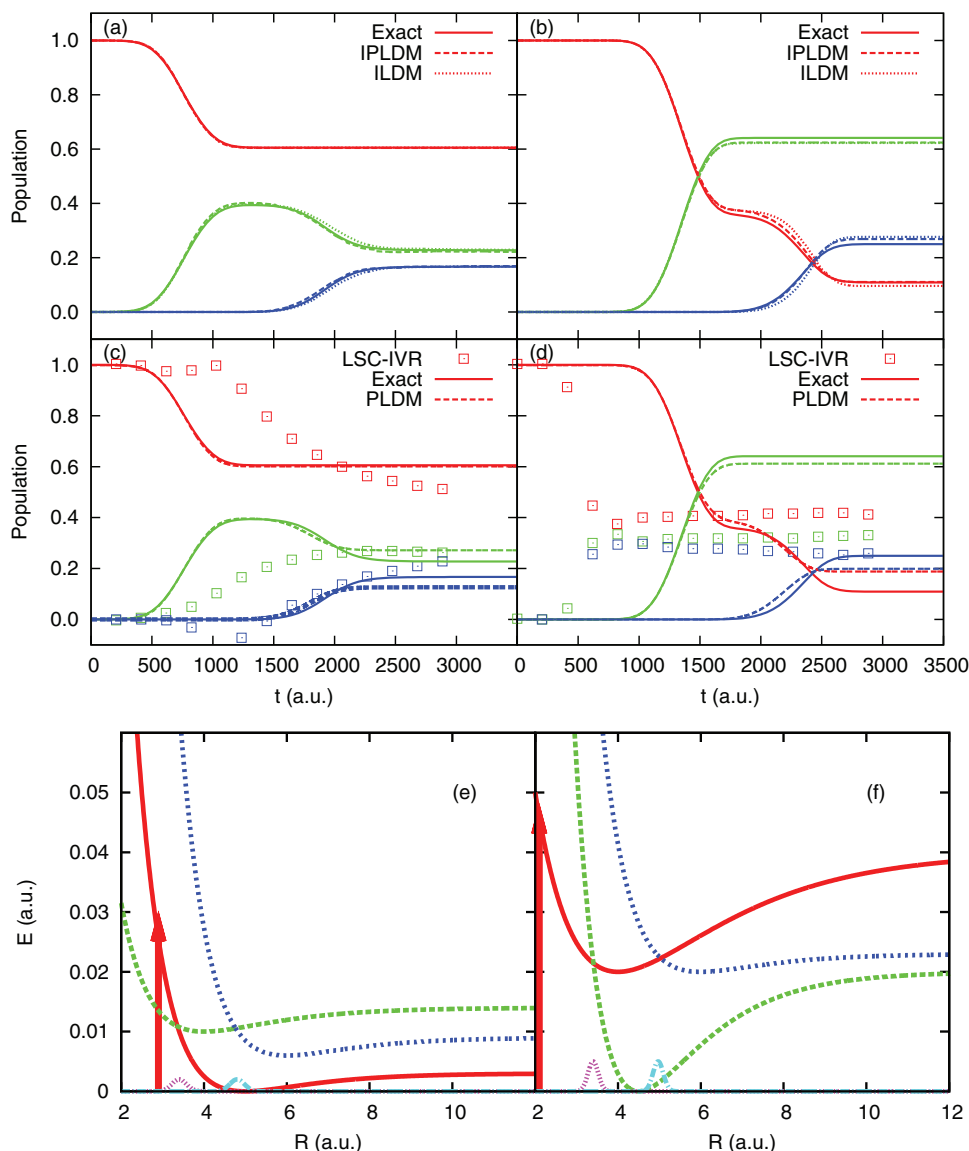 (a)
Exact
IPLDM
ILDM
(b)
Exact
IPLDM
ILDM
1.0
0.8
0.6
0.4
0.2
0.0
Population
(c)
LSC-IVR
Exact
PLDM
(d)
LSC-IVR
Exact
PLDM
1.0
0.8
0.6
0.4
0.2
0.0
Population
0 500 1000 1500 2000 2500 3000
0 500 1000 1500 2000 2500 3000 3500
t (a.u.)
t (a.u.)
(e)
(f)
0.05
0.04
0.03
0.02
0.01
0
E (a.u.)
2 4 6 8 10
2 4 6 8 10 12
R (a.u.)
R (a.u.)